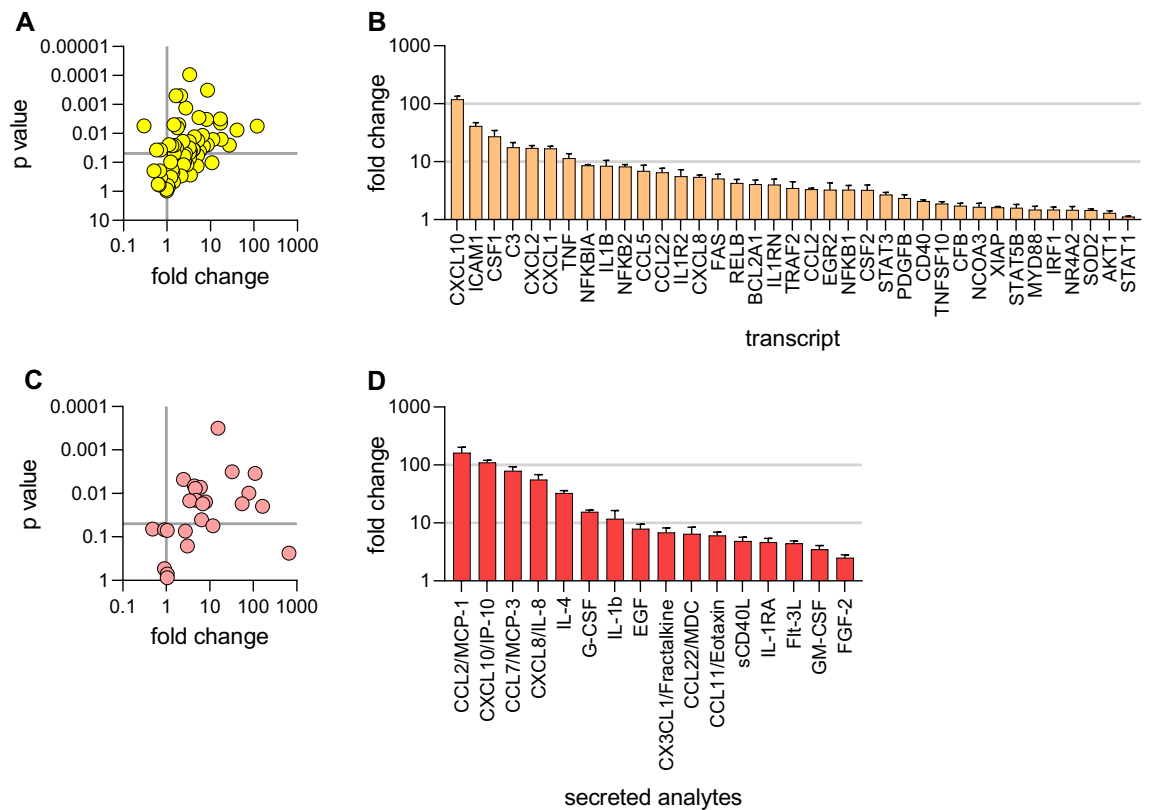 A
0.00001
0.0001
0.001
0.01
0.1
1
10
p value
0.1 1 10 100 1000
fold change
B
1000
100
10
1
fold change
CXCL10
ICAM1
CSF1
C3
CXCL2
CXCL1
TNF
NFKBIA
IL1B
NFKB2
CCL5
CCL22
IL1R2
CXCL8
FAS
RELB
BCL2A1
IL1RN
TRAF2
CCL2
EGR2
NFKB1
CSF2
STAT3
PDGFB
CD40
TNFSF10
CFB
NCOA3
XIAP
STAT5B
MYD88
IRF1
NR4A2
SOD2
AKT1
STAT1
transcript
C
0.0001
0.001
0.01
0.1
1
p value
0.1 1 10 100 1000
fold change
D
1000
100
10
1
fold change
CCL2/MCP-1
CXCL10/IP-10
CCL7/MCP-3
CXCL8/IL-8
IL-4
G-CSF
IL-1b
EGF
CX3CL1/Fractalkine
CCL22/MDC
CCL11/Eotaxin
sCD40L
IL-1RA
Flt-3L
GM-CSF
FGF-2
secreted analytes